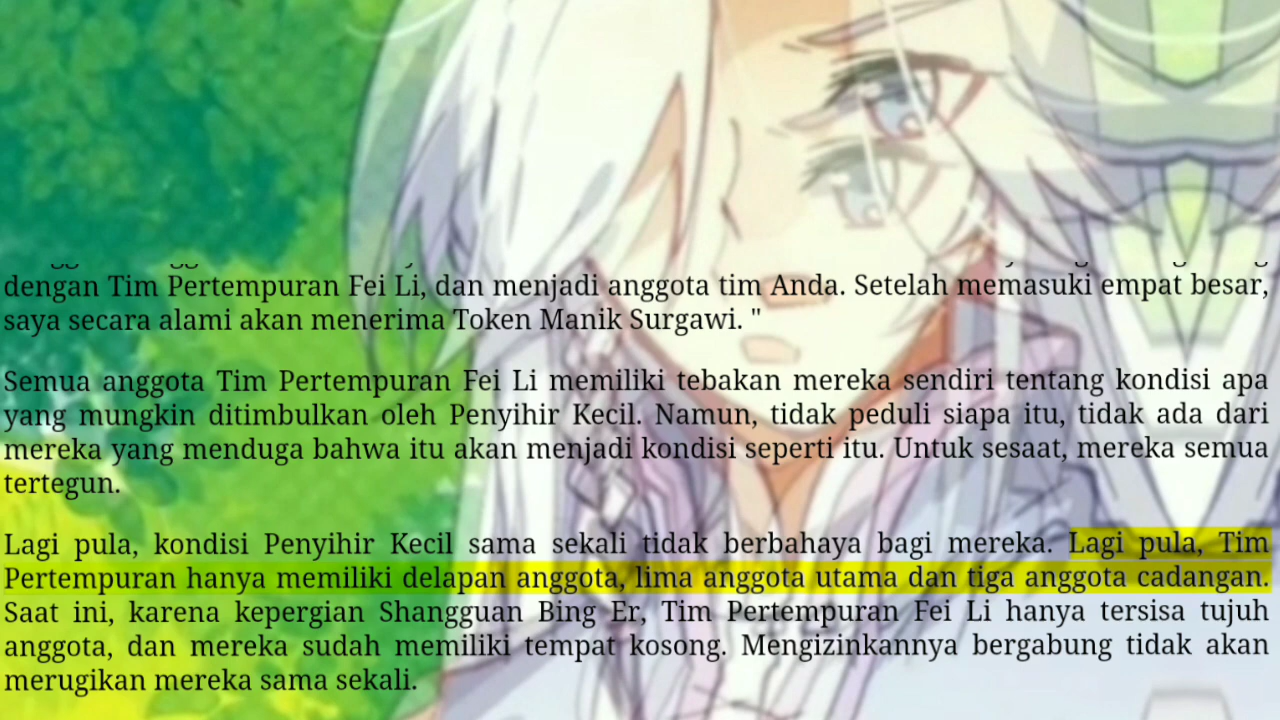 dengan Tim Pertempuran Fei Li, dan menjadi anggota tim Anda. Setelah memasuki empat besar,
saya secara alami akan menerima Token Manik Surgawi. "
Semua anggota Tim Pertempuran Fei Li memiliki tebakan mereka sendiri tentang kondisi apa
yang mungkin ditimbulkan oleh Penyihir Kecil. Namun, tidak peduli siapa itu, tidak ada dari
mereka yang menduga bahwa itu akan menjadi kondisi seperti itu. Untuk sesaat, mereka semua
tertegun.
Lagi pula, kondisi Penyihir Kecil sama sekali tidak berbahaya bagi mereka. Lagi pula, Tim
Pertempuran hanya memiliki delapan anggota, lima anggota utama dan tiga anggota cadangan.
Saat ini, karena kepergian Shangguan Bing Er, Tim Pertempuran Fei Li hanya tersisa tujuh
anggota, dan mereka sudah memiliki tempat kosong. Mengizinkannya bergabung tidak akan
merugikan mereka sama sekali.